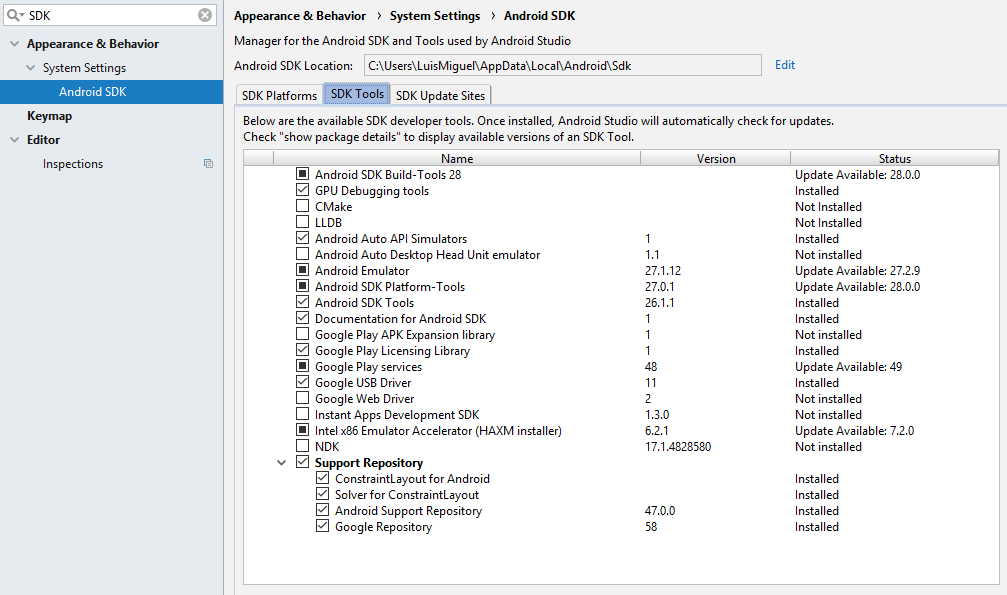 SDK
Appearance & Behavior
System Settings
Android SDK
Keymap
Editor
Inspections
Appearance & Behavior › System Settings › Android SDK
Manager for the Android SDK and Tools used by Android Studio
Android SDK Location: C:\Users\LuisMiguel\AppData\Local\Android\Sdk Edit
SDK Platforms SDK Tools SDK Update Sites
Below are the available SDK developer tools. Once installed, Android Studio will automatically check for updates.
Check "show package details" to display available versions of an SDK Tool.
Name Version Status
Android SDK Build-Tools 28 Update Available: 28.0.0
GPU Debugging tools Installed
CMake Not Installed
LLDB Not Installed
Android Auto API Simulators 1 Installed
Android Auto Desktop Head Unit emulator 1.1 Not installed
Android Emulator 27.1.12 Update Available: 27.2.9
Android SDK Platform-Tools 27.0.1 Update Available: 28.0.0
Android SDK Tools 26.1.1 Installed
Documentation for Android SDK 1 Installed
Google Play APK Expansion library 1 Not installed
Google Play Licensing Library 1 Installed
Google Play services 48 Update Available: 49
Google USB Driver 11 Installed
Google Web Driver 2 Not installed
Instant Apps Development SDK 1.3.0 Not installed
Intel x86 Emulator Accelerator (HAXM installer) 6.2.1 Update Available: 7.2.0
NDK 17.1.4828580 Not installed
Support Repository
ConstraintLayout for Android Installed
Solver for ConstraintLayout Installed
Android Support Repository 47.0.0 Installed
Google Repository 58 Installed